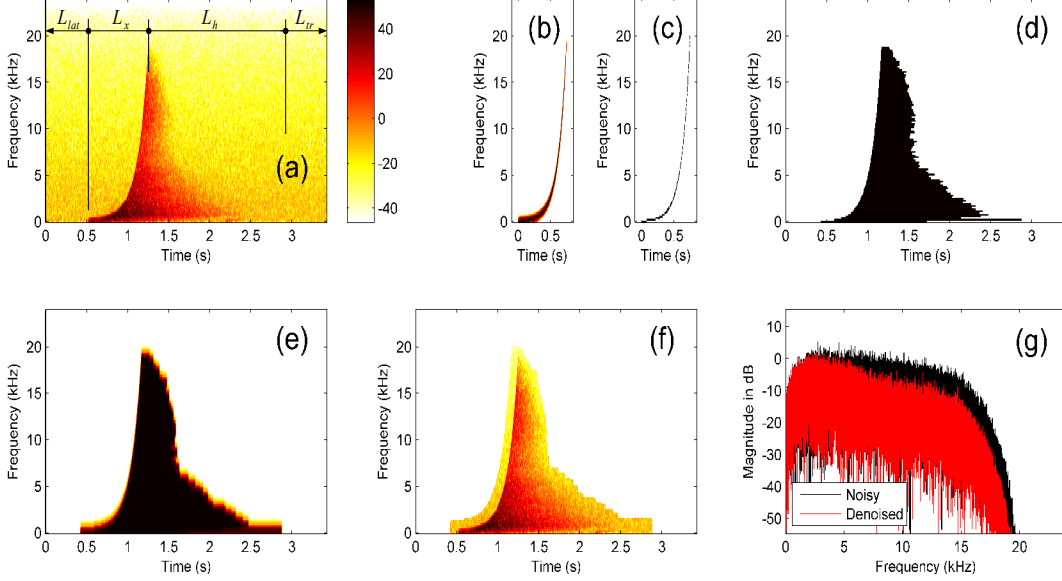 L_lat L_x L_h L_tr
(a)
Frequency (kHz)
20
15
10
5
0
0 0.5 1 1.5 2 2.5 3
Time (s)
40
20
0
-20
-40
(b)
Frequency (kHz)
20
15
10
5
0
0 0.5
Time (s)
(c)
Frequency (kHz)
20
15
10
5
0
0 0.5
Time (s)
(d)
Frequency (kHz)
20
15
10
5
0
0 0.5 1 1.5 2 2.5 3
Time (s)
(e)
Frequency (kHz)
20
15
10
5
0
0 0.5 1 1.5 2 2.5 3
Time (s)
(f)
Frequency (kHz)
20
15
10
5
0
0 0.5 1 1.5 2 2.5 3
Time (s)
(g)
Magnitude in dB
10
0
-10
-20
-30
-40
-50
Noisy
Denoised
0 5 10 15 20
Frequency (kHz)